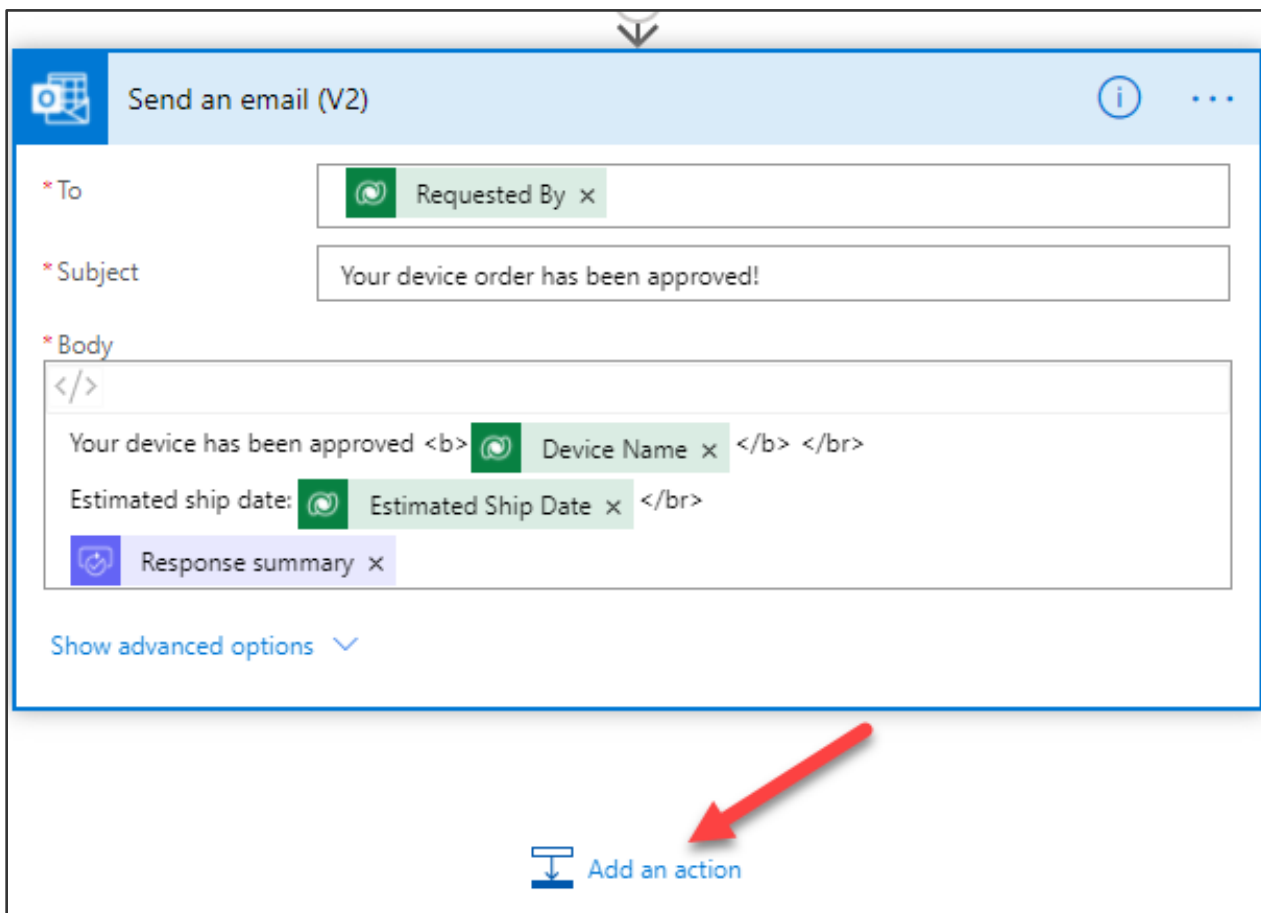 Send an email (V2)
* To
Requested By ×
* Subject
Your device order has been approved!
* Body
</>
Your device has been approved <b> Device Name × </b> </br>
Estimated ship date: Estimated Ship Date × </br>
Response summary ×
Show advanced options
Add an action